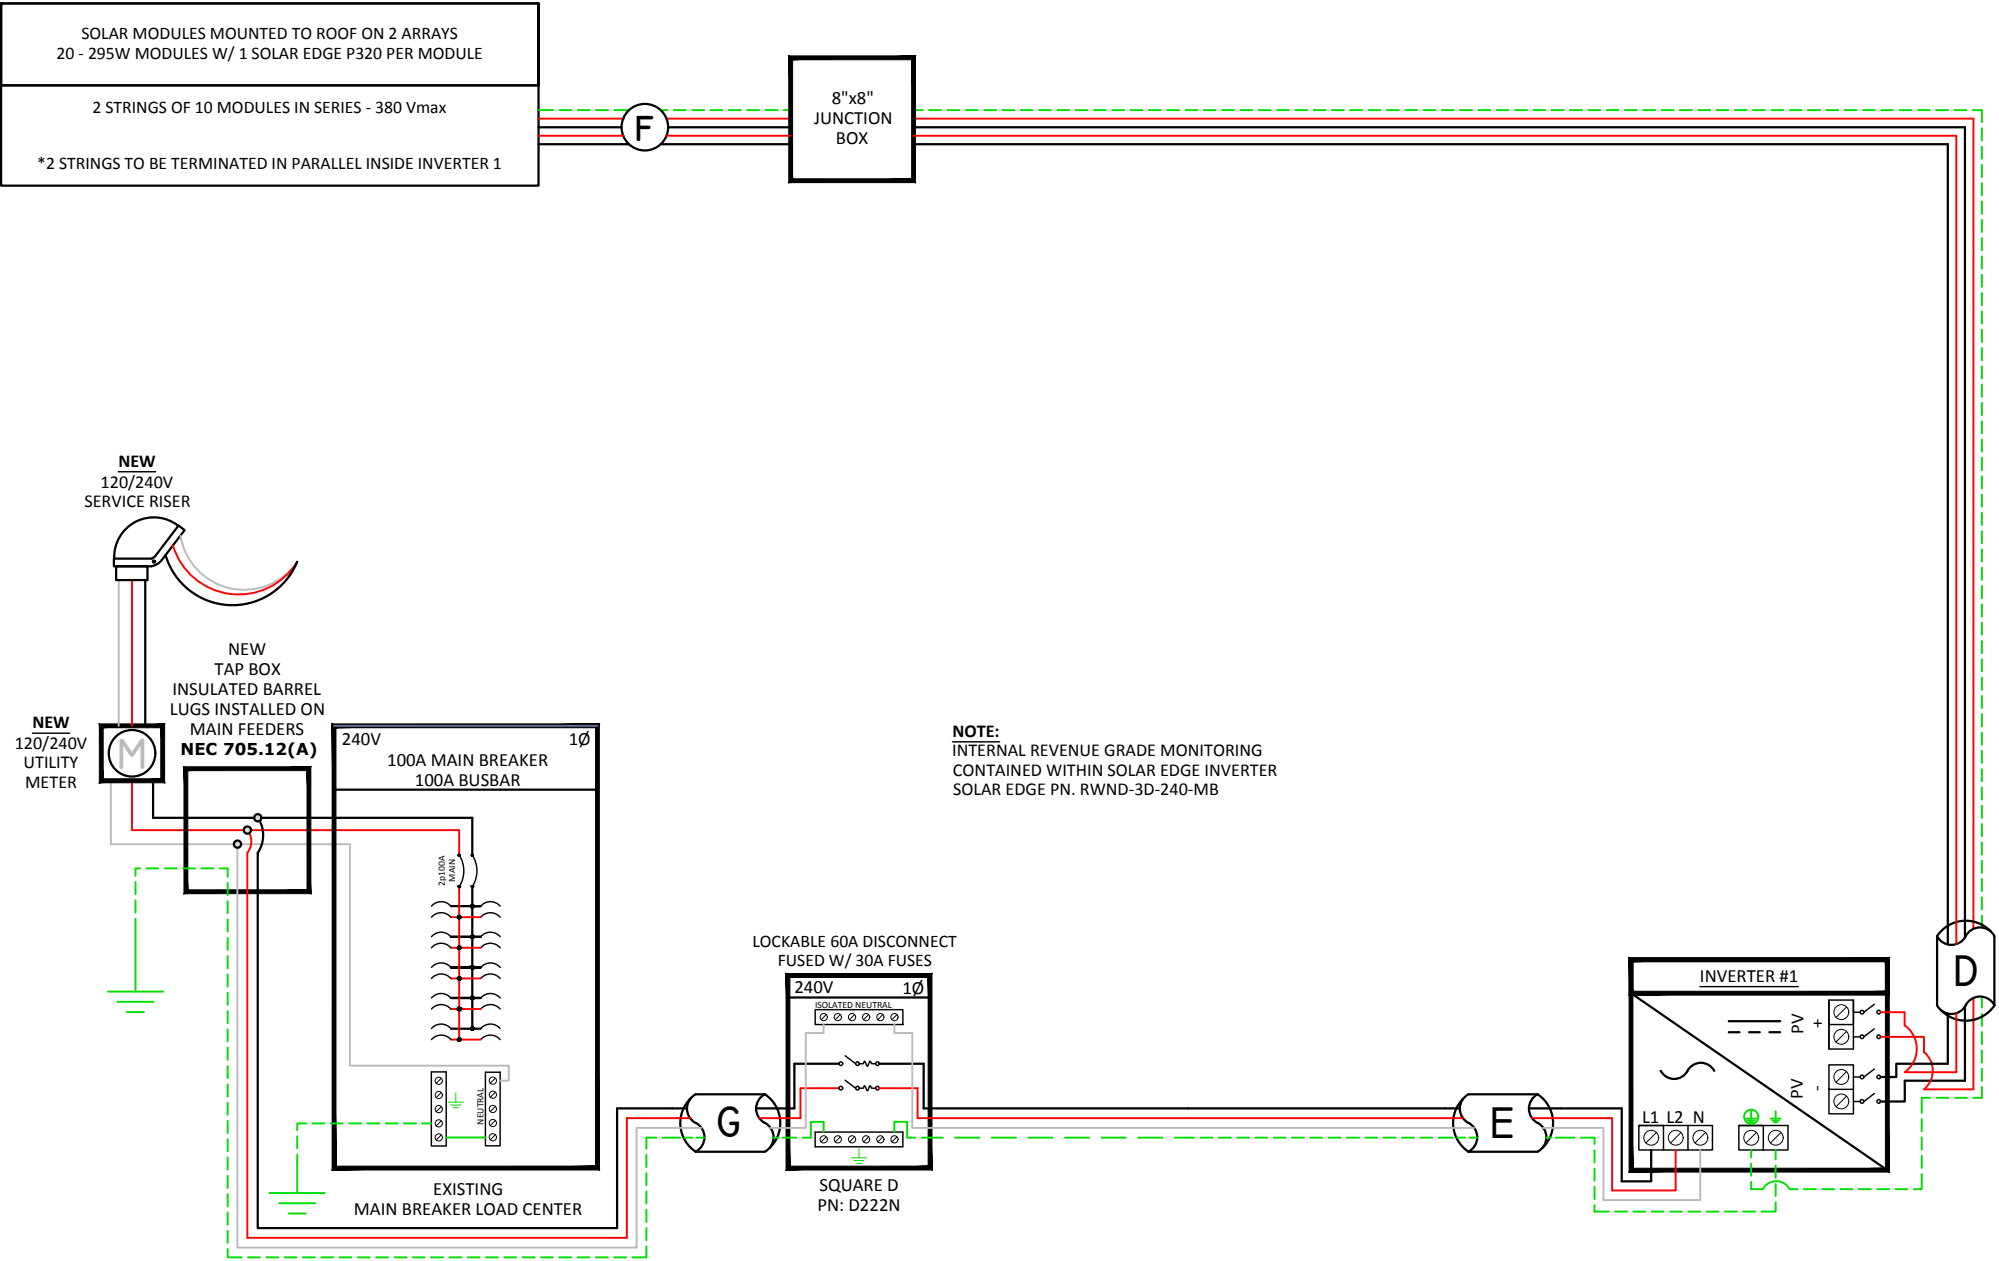 SOLAR MODULES MOUNTED TO ROOF ON 2 ARRAYS
20 - 295W MODULES W/ 1 SOLAR EDGE P320 PER MODULE
2 STRINGS OF 10 MODULES IN SERIES - 380 Vmax
*2 STRINGS TO BE TERMINATED IN PARALLEL INSIDE INVERTER 1
F
8"x8"
JUNCTION
BOX
NEW
120/240V
SERVICE RISER
NEW
TAP BOX
INSULATED BARREL
LUGS INSTALLED ON
MAIN FEEDERS
NEC 705.12(A)
NEW
120/240V
UTILITY
METER
M
240V
1Ø
100A MAIN BREAKER
100A BUSBAR
2p100A
MAIN
NEUTRAL
EXISTING
MAIN BREAKER LOAD CENTER
NOTE:
INTERNAL REVENUE GRADE MONITORING
CONTAINED WITHIN SOLAR EDGE INVERTER
SOLAR EDGE PN. RWND-3D-240-MB
LOCKABLE 60A DISCONNECT
FUSED W/ 30A FUSES
240V
1Ø
ISOLATED NEUTRAL
SQUARE D
PN: D222N
G
E
D
INVERTER #1
PV +
PV -
L1 L2 N